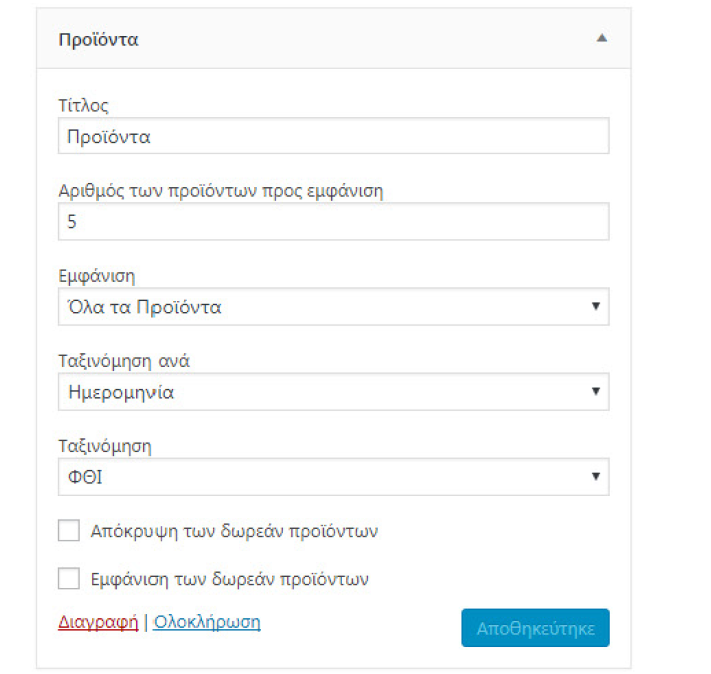 Προϊόντα
Τίτλος
Προϊόντα
Αριθμός των προϊόντων προς εμφάνιση
5
Εμφάνιση
Όλα τα Προϊόντα
Ταξινόμηση ανά
Ημερομηνία
Ταξινόμηση
ΦΘΙ
Απόκρυψη των δωρεάν προϊόντων
Εμφάνιση των δωρεάν προϊόντων
Διαγραφή | Ολοκλήρωση Αποθηκεύτηκε